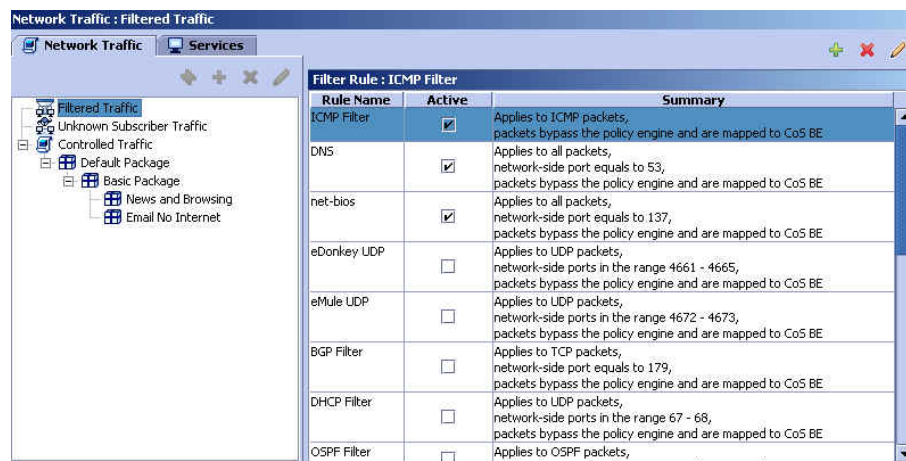 Network Traffic : Filtered Traffic
Network Traffic
Services
Filtered Traffic
Unknown Subscriber Traffic
Controlled Traffic
Default Package
Basic Package
News and Browsing
Email No Internet
Filter Rule : ICMP Filter
Rule Name Active Summary
ICMP Filter
Applies to ICMP packets,
packets bypass the policy engine and are mapped to CoS BE
DNS
Applies to all packets,
network-side port equals to 53,
packets bypass the policy engine and are mapped to CoS BE
net-bios
Applies to all packets,
network-side port equals to 137,
packets bypass the policy engine and are mapped to CoS BE
eDonkey UDP
Applies to UDP packets,
network-side ports in the range 4661 - 4665,
packets bypass the policy engine and are mapped to CoS BE
eMule UDP
Applies to UDP packets,
network-side ports in the range 4672 - 4673,
packets bypass the policy engine and are mapped to CoS BE
BGP Filter
Applies to TCP packets,
network-side port equals to 179,
packets bypass the policy engine and are mapped to CoS BE
DHCP Filter
Applies to UDP packets,
network-side ports in the range 67 - 68,
packets bypass the policy engine and are mapped to CoS BE
OSPF Filter
Applies to OSPF packets,